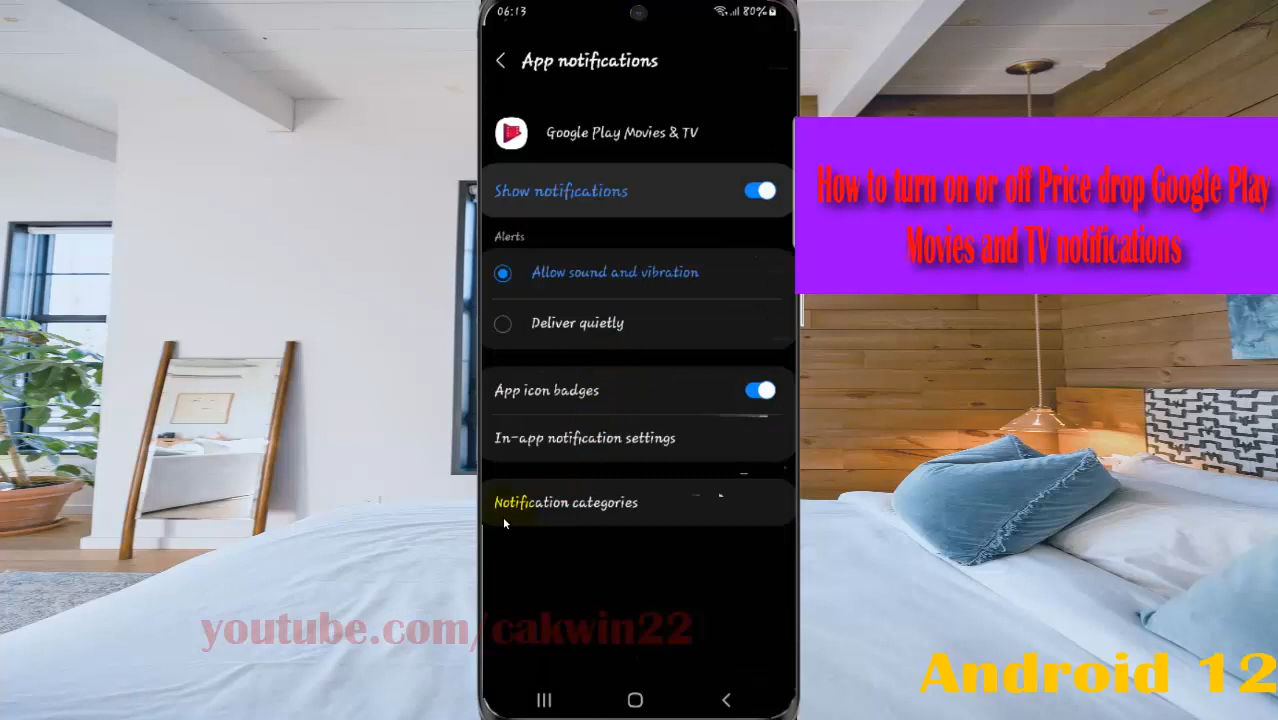 06:13
80%
App notifications
Google Play Movies & TV
Show notifications
Alerts
Allow sound and vibration
Deliver quietly
App icon badges
In-app notification settings
Notification categories
How to turn on or off Price drop Google Play
Movies and TV notifications
youtube.com/cakwin22
Android 12